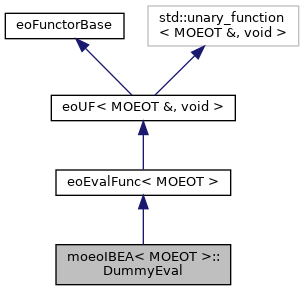 eoFunctorBase
std::unary_function
< MOEOT &, void >
eoUF< MOEOT &, void >
eoEvalFunc< MOEOT >
moeoIBEA< MOEOT >::
DummyEval